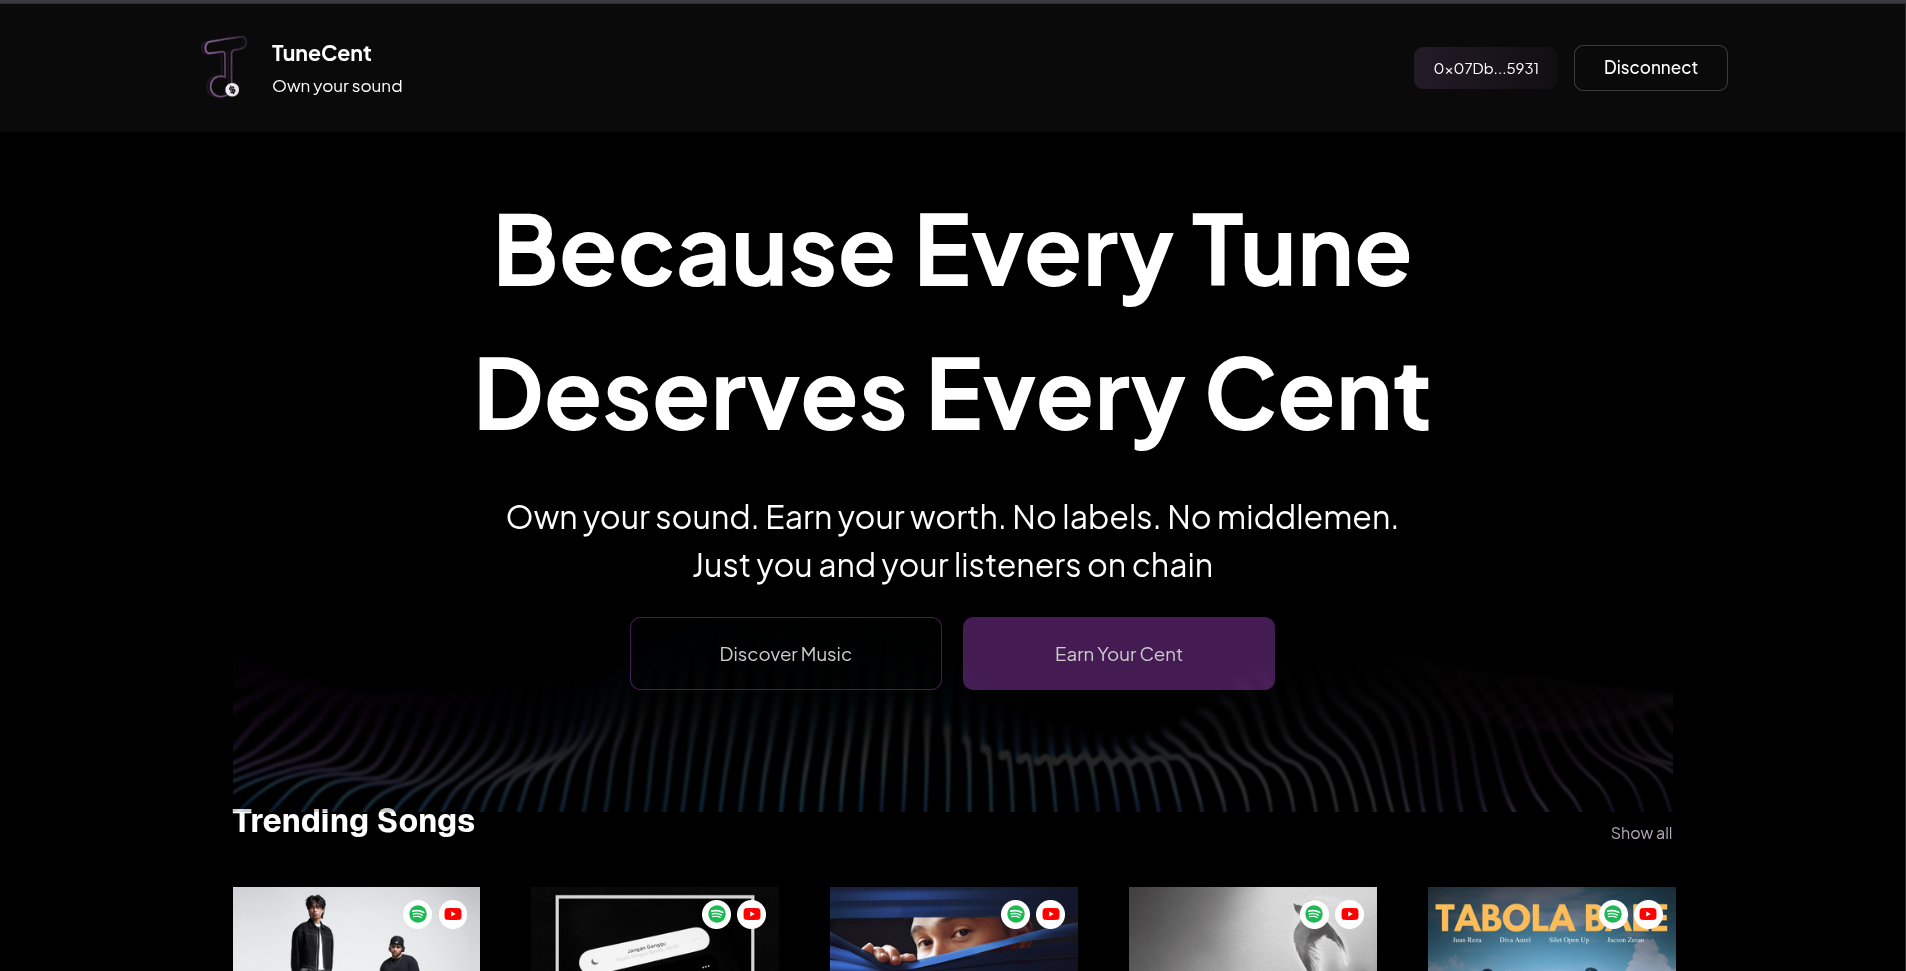 TuneCent
Own your sound
0x07Db...5931
Disconnect
Because Every Tune
Deserves Every Cent
Own your sound. Earn your worth. No labels. No middlemen.
Just you and your listeners on chain
Discover Music
Earn Your Cent
Trending Songs
Show all
Jangan Ganggu
TABOLA BALE
Juan Reza Diva Aurel Silet Open Up Jacson Zeran